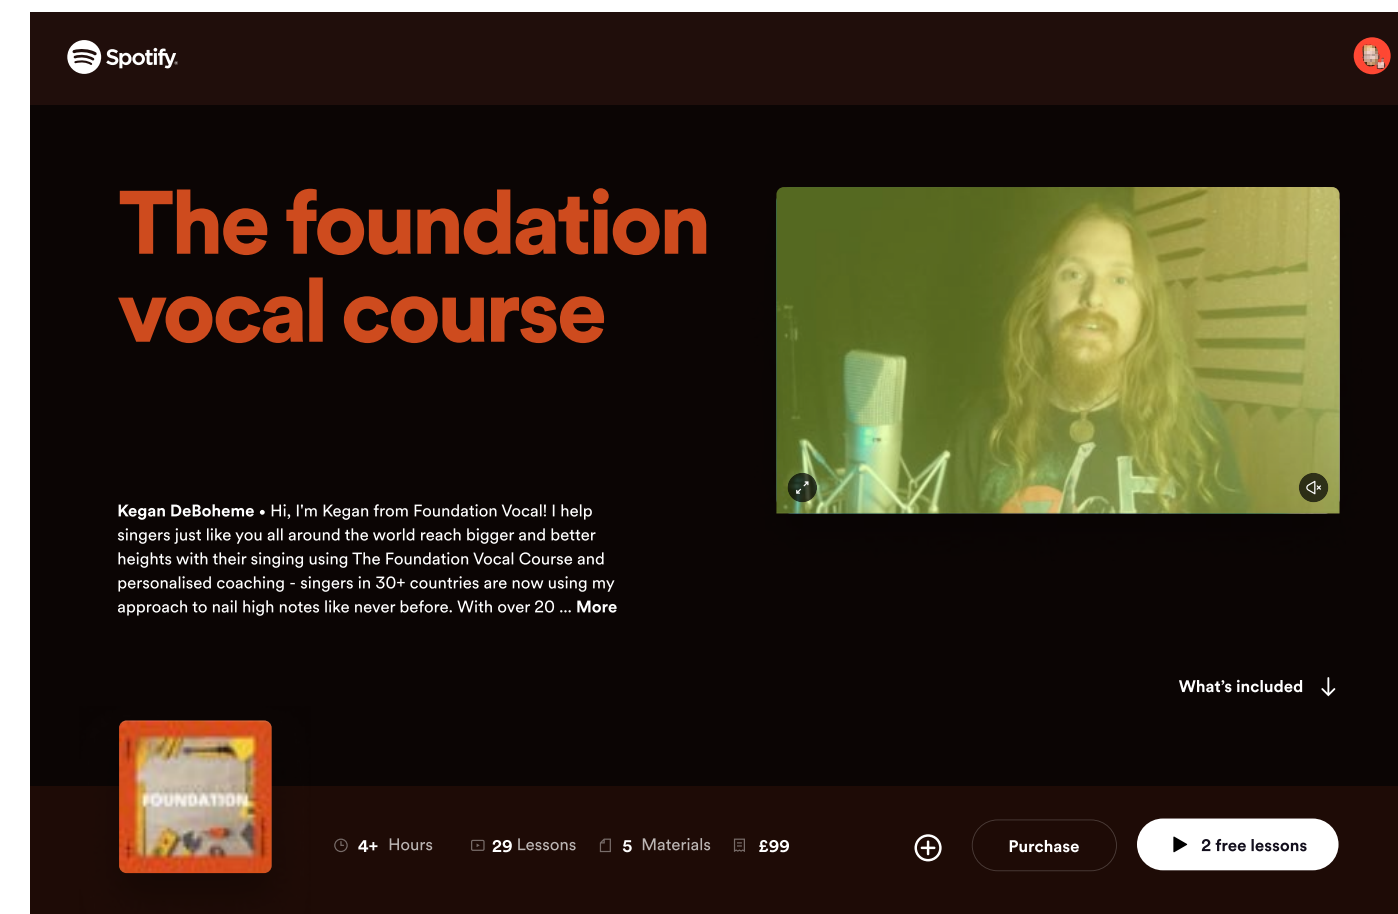 Spotify
The foundation
vocal course
Kegan DeBoheme • Hi, I'm Kegan from Foundation Vocal! I help
singers just like you all around the world reach bigger and better
heights with their singing using The Foundation Vocal Course and
personalised coaching - singers in 30+ countries are now using my
approach to nail high notes like never before. With over 20 ... More
What's included
FOUNDATION
4+ Hours
29 Lessons
5 Materials
£99
Purchase
2 free lessons